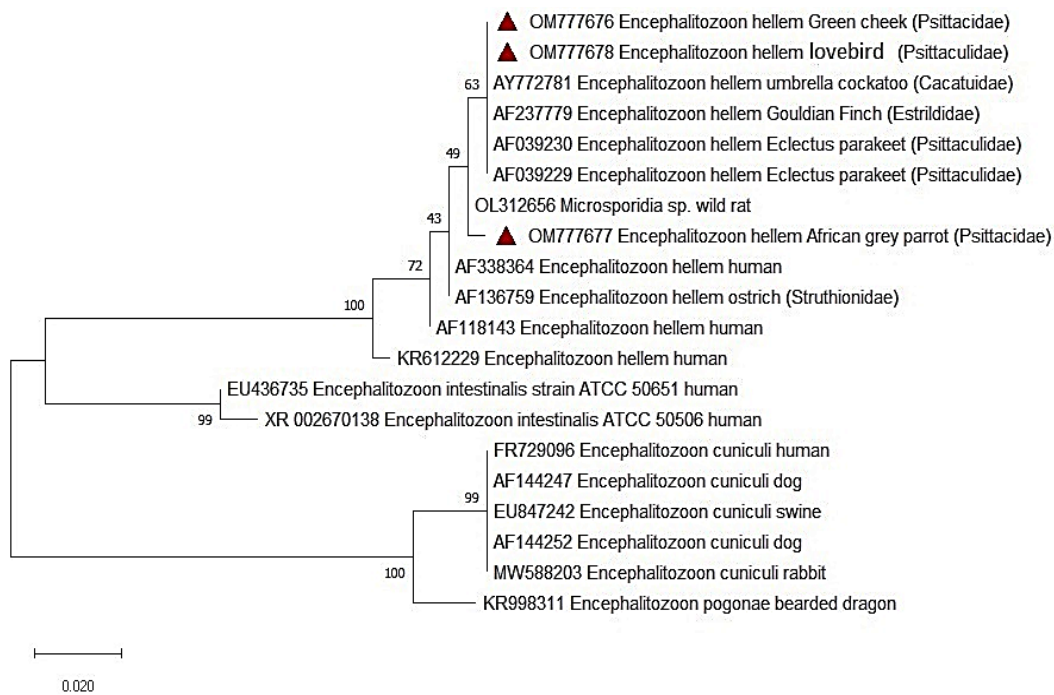 OM777676 Encephalitozoon hellem Green cheek (Psittacidae)
OM777678 Encephalitozoon hellem lovebird (Psittaculidae)
63
AY772781 Encephalitozoon hellem umbrella cockatoo (Cacatuidae)
AF237779 Encephalitozoon hellem Gouldian Finch (Estrildidae)
AF039230 Encephalitozoon hellem Eclectus parakeet (Psittaculidae)
49
AF039229 Encephalitozoon hellem Eclectus parakeet (Psittaculidae)
OL312656 Microsporidia sp. wild rat
43
OM777677 Encephalitozoon hellem African grey parrot (Psittacidae)
72
AF338364 Encephalitozoon hellem human
AF136759 Encephalitozoon hellem ostrich (Struthionidae)
100
AF118143 Encephalitozoon hellem human
KR612229 Encephalitozoon hellem human
EU436735 Encephalitozoon intestinalis strain ATCC 50651 human
99
XR 002670138 Encephalitozoon intestinalis ATCC 50506 human
FR729096 Encephalitozoon cuniculi human
AF144247 Encephalitozoon cuniculi dog
99
EU847242 Encephalitozoon cuniculi swine
AF144252 Encephalitozoon cuniculi dog
100
MW588203 Encephalitozoon cuniculi rabbit
KR998311 Encephalitozoon pogonae bearded dragon
0.020